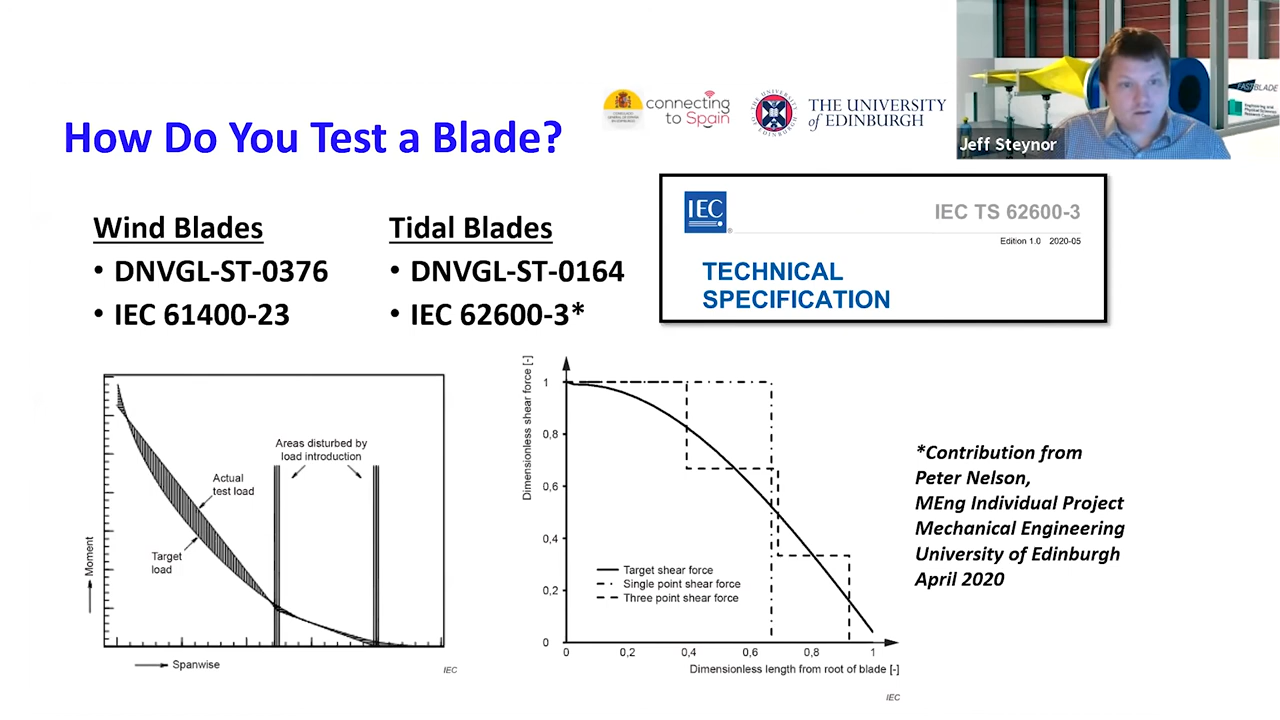 connecting
to Spain
THE UNIVERSITY
of EDINBURGH
FASTBLADE
Jeff Steynor
How Do You Test a Blade?
Wind Blades
• DNVGL-ST-0376
• IEC 61400-23
Tidal Blades
• DNVGL-ST-0164
• IEC 62600-3*
IEC
®
IEC TS 62600-3
Edition 1.0 2020-05
TECHNICAL
SPECIFICATION
Areas disturbed by
load introduction
Actual
test load
Target
load
Moment
Spanwise
IEC
Dimensionless shear force [-]
1
0,8
0,6
0,4
0,2
0
Target shear force
Single point shear force
Three point shear force
0 0,2 0,4 0,6 0,8 1
Dimensionless length from root of blade [-]
IEC
*Contribution from
Peter Nelson,
MEng Individual Project
Mechanical Engineering
University of Edinburgh
April 2020